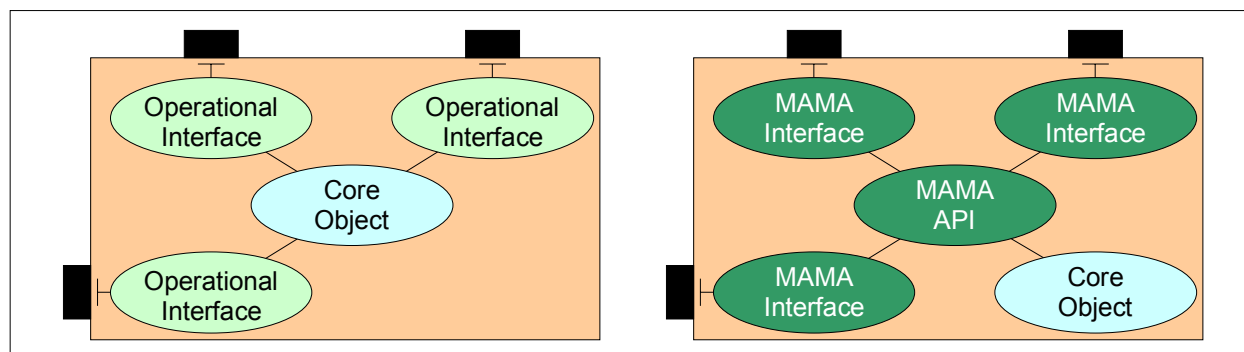 Operational
Interface
Operational
Interface
Core
Object
Operational
Interface
MAMA
Interface
MAMA
Interface
MAMA
API
MAMA
Interface
Core
Object